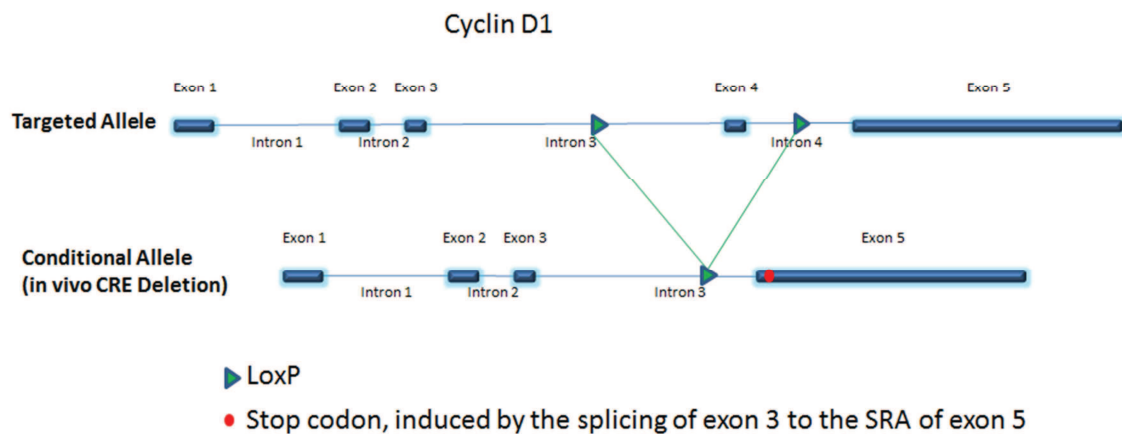 Cyclin D1
Exon 1 Exon 2 Exon 3 Exon 4 Exon 5
Targeted Allele
Intron 1 Intron 2 Intron 3 Intron 4
Exon 1 Exon 2 Exon 3 Exon 5
Conditional Allele
(in vivo CRE Deletion)
Intron 1 Intron 2 Intron 3
LoxP
Stop codon, induced by the splicing of exon 3 to the SRA of exon 5